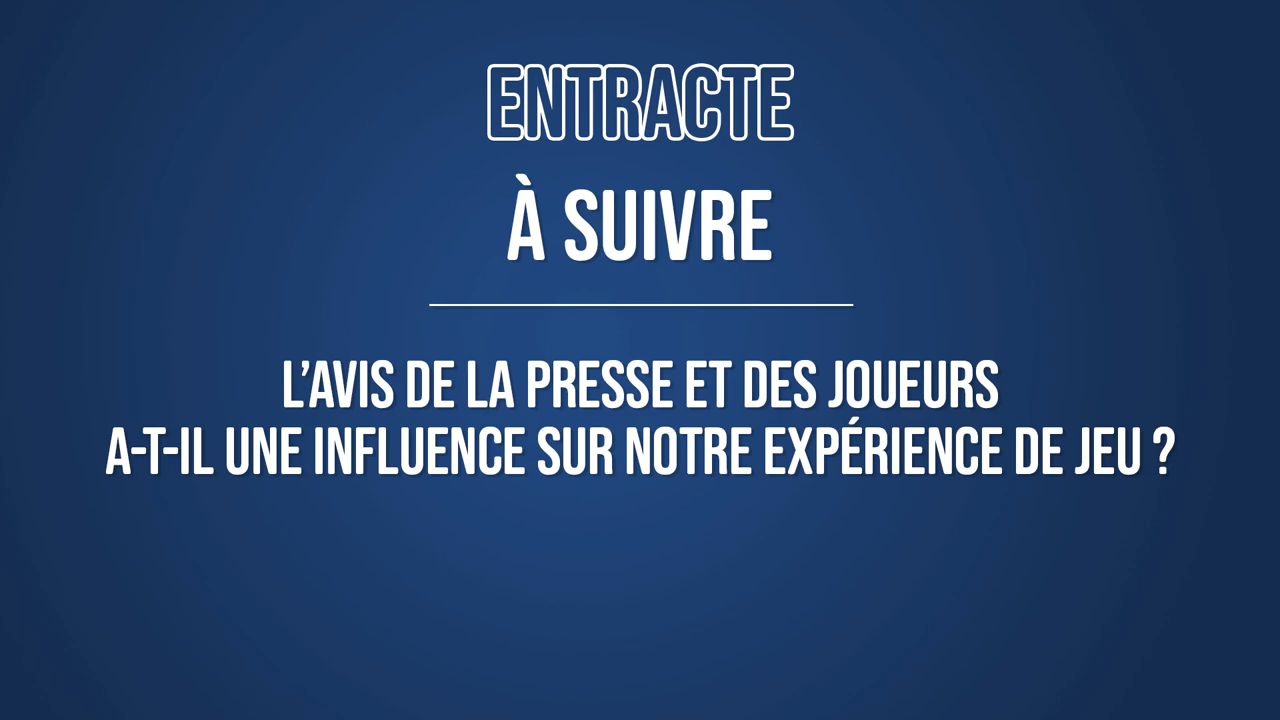 ENTRACTE
À SUIVRE
L’AVIS DE LA PRESSE ET DES JOUEURS
A-T-IL UNE INFLUENCE SUR NOTRE EXPÉRIENCE DE JEU ?